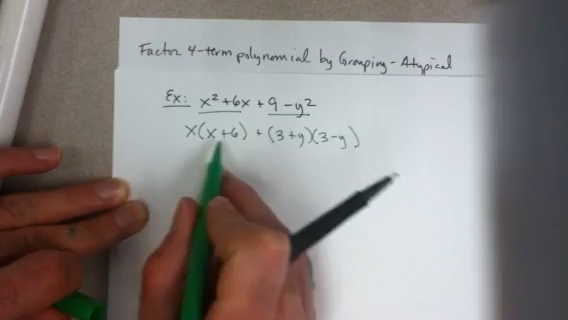 Factor 4-term polynomial by Grouping - Atypical
Ex: x² + 6x + 9 - y²
x(x+6) + (3+y)(3-y)